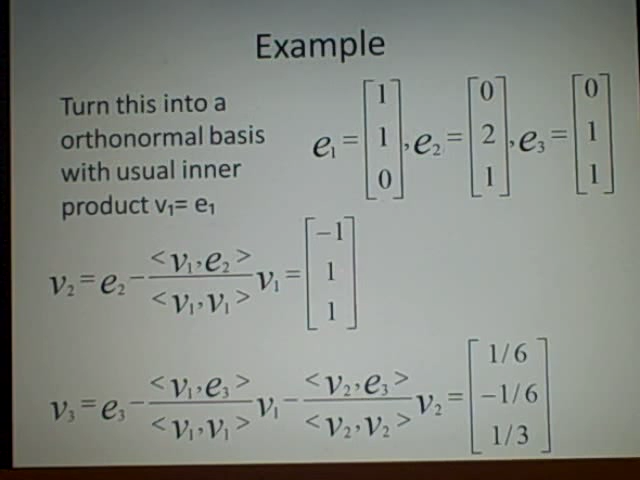 Example
Turn this into a
orthonormal basis
with usual inner
product v₁= e₁
e₁ = [1 1 0], e₂ = [0 2 1], e₃ = [0 1 1]
v₂ = e₂ − <v₁,e₂> / <v₁,v₁> v₁ = [−1 1 1]
v₃ = e₃ − <v₁,e₃> / <v₁,v₁> v₁ − <v₂,e₃> / <v₂,v₂> v₂ = [1/6 −1/6 1/3]